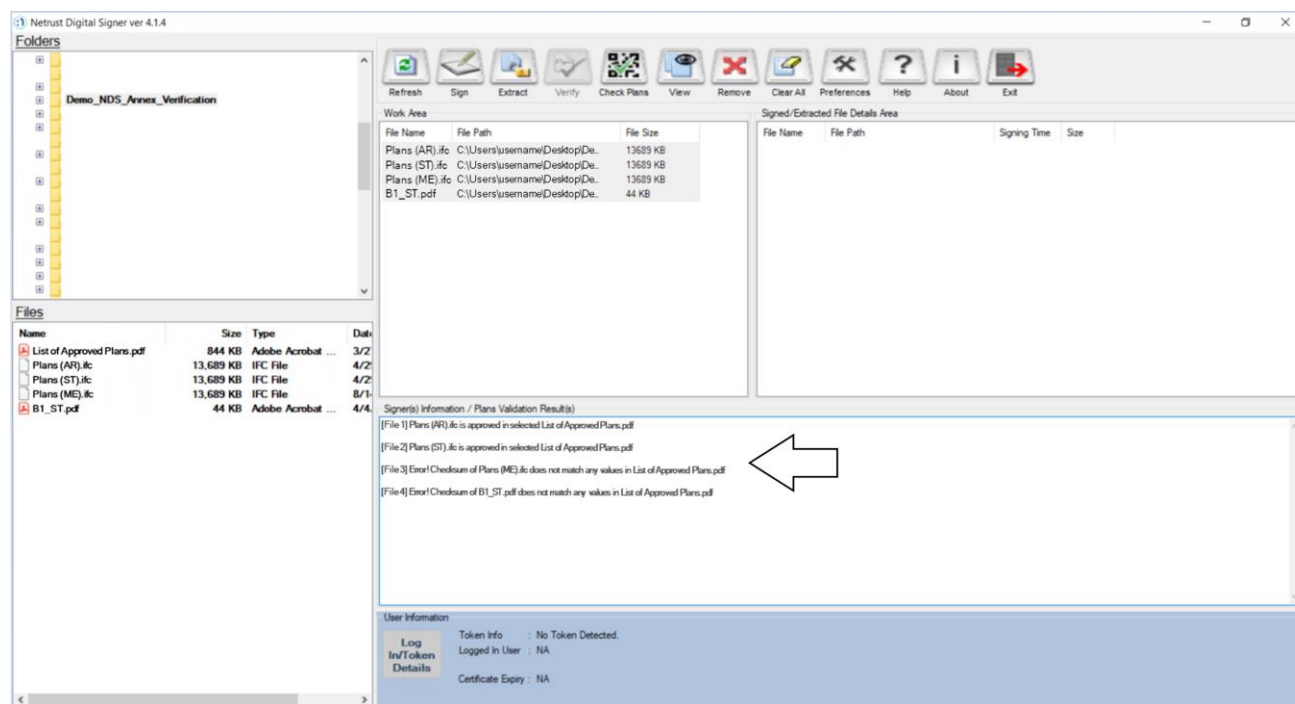 Netrust Digital Signer ver 4.1.4
Folders
Demo_NDS_Annex_Verification
Refresh Sign Extract Verify Check Plans View Remove Clear All Preferences Help About Exit
Work Area
File Name File Path File Size
Plans (AR).ifc C:\Users\username\Desktop\De.. 13689 KB
Plans (ST).ifc C:\Users\username\Desktop\De.. 13689 KB
Plans (ME).ifc C:\Users\username\Desktop\De.. 13689 KB
B1_ST.pdf C:\Users\username\Desktop\De.. 44 KB
Signed/Extracted File Details Area
File Name File Path Signing Time Size
Files
Name Size Type Date
List of Approved Plans.pdf 844 KB Adobe Acrobat ... 3/2
Plans (AR).ifc 13,689 KB IFC File 4/2
Plans (ST).ifc 13,689 KB IFC File 4/2
Plans (ME).ifc 13,689 KB IFC File 8/1
B1_ST.pdf 44 KB Adobe Acrobat ... 4/4
Signer(s) Information / Plans Validation Result(s)
[File 1] Plans (AR).ifc is approved in selected List of Approved Plans.pdf
[File 2] Plans (ST).ifc is approved in selected List of Approved Plans.pdf
[File 3] Error! Checksum of Plans (ME).ifc does not match any values in List of Approved Plans.pdf
[File 4] Error! Checksum of B1_ST.pdf does not match any values in List of Approved Plans.pdf
User Information
Log In/Token Details
Token Info : No Token Detected.
Logged In User : NA
Certificate Expiry : NA